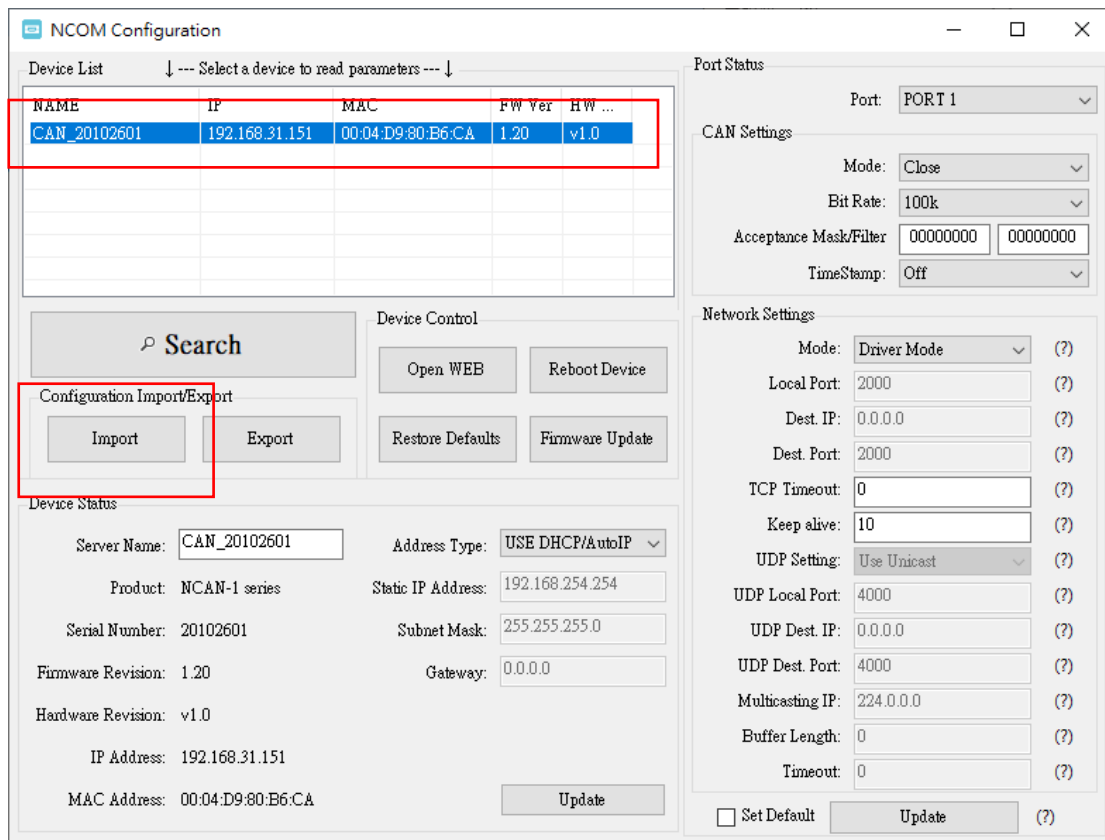 NCOM Configuration
Device List ↓ --- Select a device to read parameters --- ↓
NAME IP MAC FW Ver HW ...
CAN_20102601 192.168.31.151 00:04:D9:80:B6:CA 1.20 v1.0
Search
Configuration Import/Export
Import Export
Device Control
Open WEB Reboot Device
Restore Defaults Firmware Update
Device Status
Server Name: CAN_20102601
Product: NCAN-1 series
Serial Number: 20102601
Firmware Revision: 1.20
Hardware Revision: v1.0
IP Address: 192.168.31.151
MAC Address: 00:04:D9:80:B6:CA
Address Type: USE DHCP/AutoIP
Static IP Address: 192.168.254.254
Subnet Mask: 255.255.255.0
Gateway: 0.0.0.0
Update
Port Status
Port: PORT 1
CAN Settings
Mode: Close
Bit Rate: 100k
Acceptance Mask/Filter 00000000 00000000
TimeStamp: Off
Network Settings
Mode: Driver Mode (?)
Local Port: 2000 (?)
Dest. IP: 0.0.0.0 (?)
Dest. Port: 2000 (?)
TCP Timeout: 0 (?)
Keep alive: 10 (?)
UDP Setting: Use Unicast (?)
UDP Local Port: 4000 (?)
UDP Dest. IP: 0.0.0.0 (?)
UDP Dest. Port: 4000 (?)
Multicasting IP: 224.0.0.0 (?)
Buffer Length: 0 (?)
Timeout: 0 (?)
Set Default Update (?)